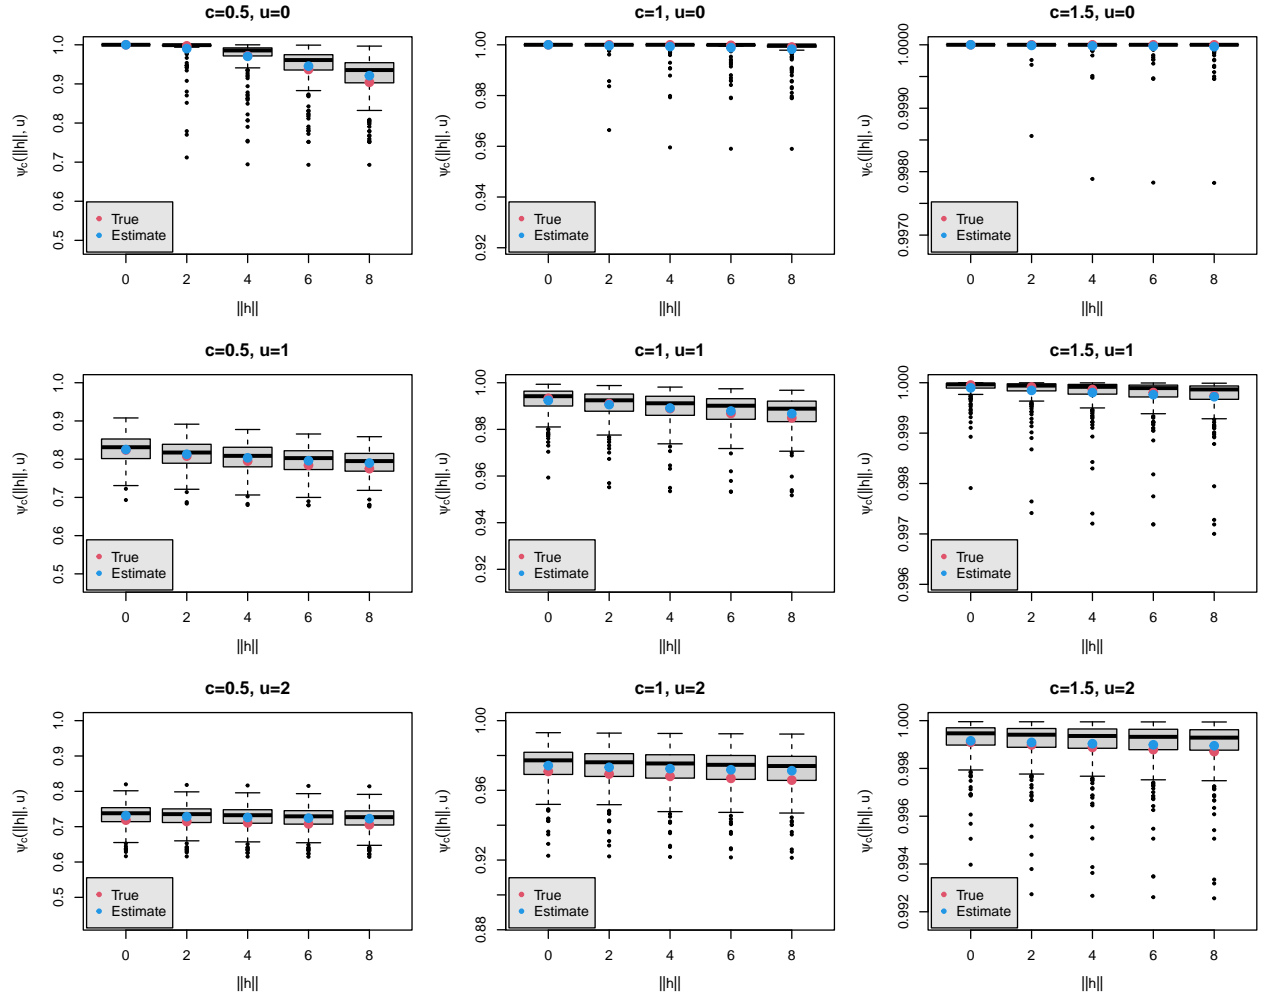 c=0.5, u=0
ψc(||h||, u)
1.0
0.9
0.8
0.7
0.6
0.5
True
Estimate
0 2 4 6 8
||h||
c=1, u=0
ψc(||h||, u)
1.00
0.98
0.96
0.94
0.92
True
Estimate
0 2 4 6 8
||h||
c=1.5, u=0
ψc(||h||, u)
1.0000
0.9990
0.9980
0.9970
True
Estimate
0 2 4 6 8
||h||
c=0.5, u=1
ψc(||h||, u)
1.0
0.9
0.8
0.7
0.6
0.5
True
Estimate
0 2 4 6 8
||h||
c=1, u=1
ψc(||h||, u)
1.00
0.98
0.96
0.94
0.92
True
Estimate
0 2 4 6 8
||h||
c=1.5, u=1
ψc(||h||, u)
1.000
0.999
0.998
0.997
0.996
True
Estimate
0 2 4 6 8
||h||
c=0.5, u=2
ψc(||h||, u)
1.0
0.9
0.8
0.7
0.6
0.5
True
Estimate
0 2 4 6 8
||h||
c=1, u=2
ψc(||h||, u)
1.00
0.96
0.92
0.88
True
Estimate
0 2 4 6 8
||h||
c=1.5, u=2
ψc(||h||, u)
1.000
0.998
0.996
0.994
0.992
True
Estimate
0 2 4 6 8
||h||